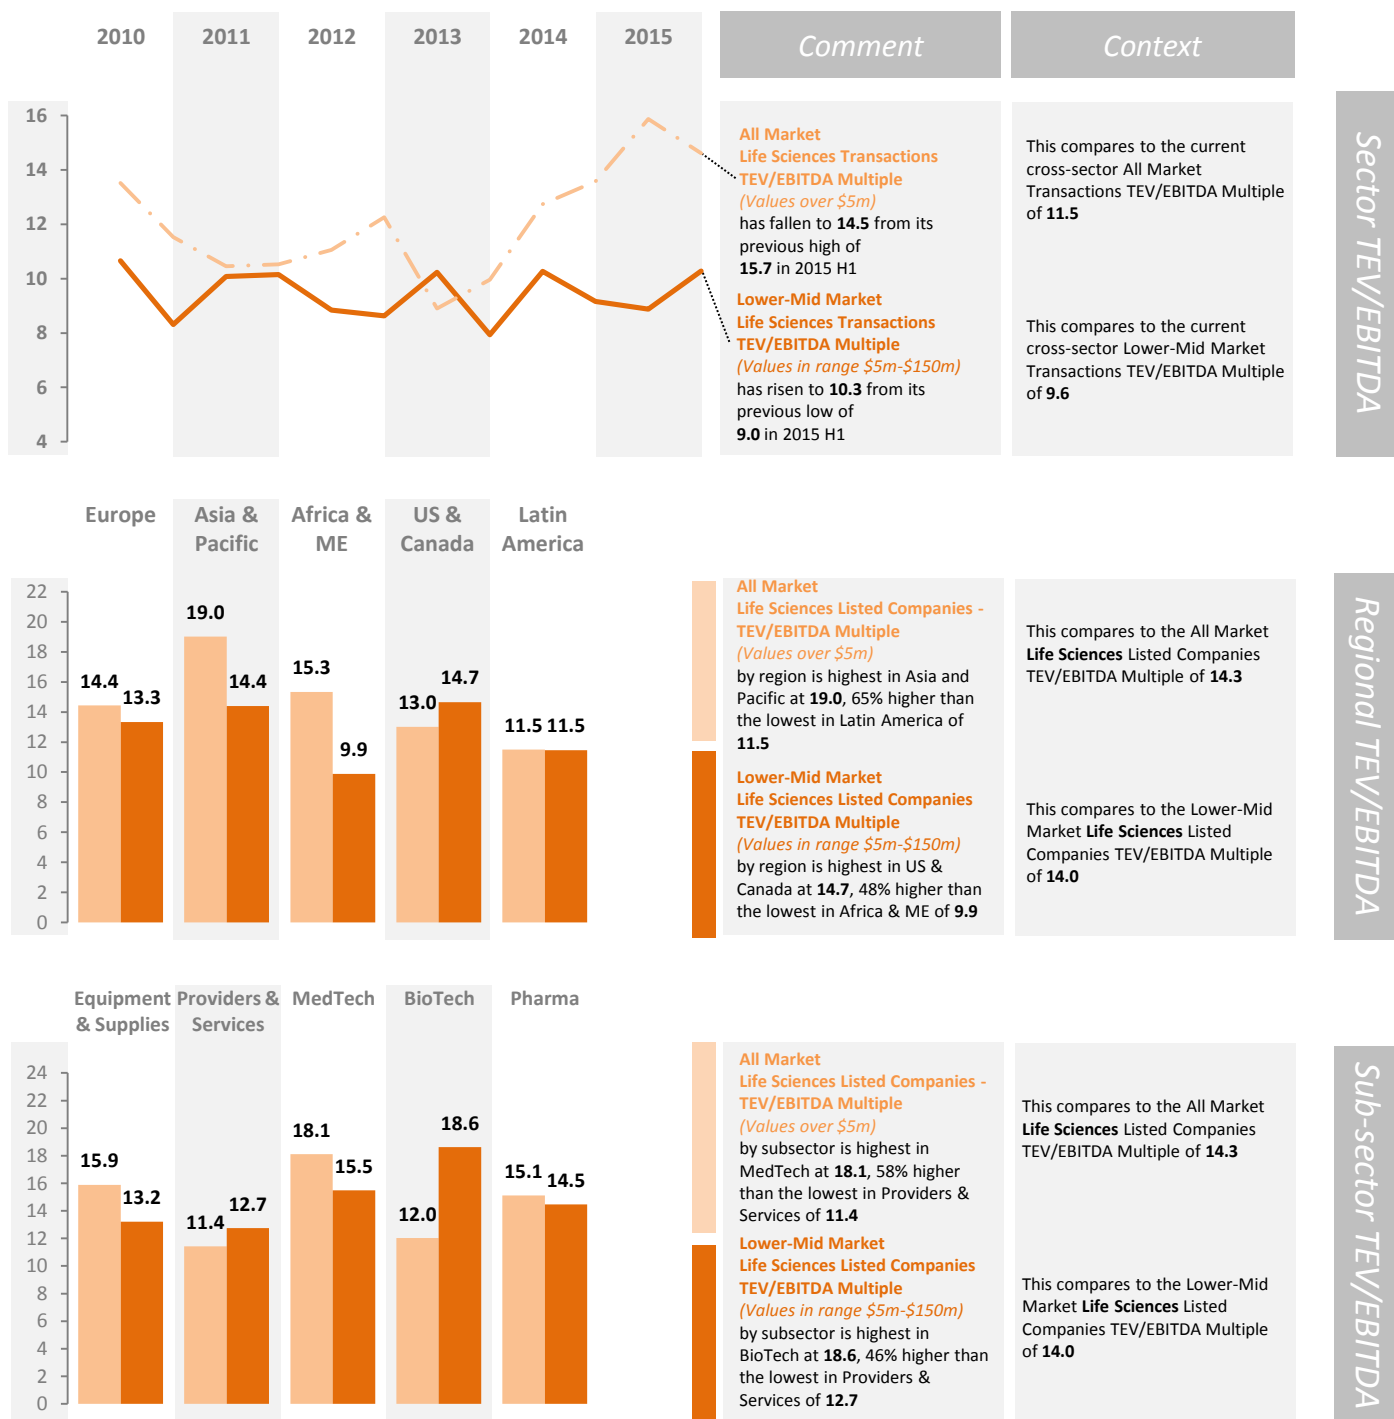 2010 2011 2012 2013 2014 2015
Comment
Context
16
14
12
10
8
6
4
All Market
Life Sciences Transactions
TEV/EBITDA Multiple
(Values over $5m)
has fallen to 14.5 from its
previous high of
15.7 in 2015 H1
Lower-Mid Market
Life Sciences Transactions
TEV/EBITDA Multiple
(Values in range $5m-$150m)
has risen to 10.3 from its
previous low of
9.0 in 2015 H1
This compares to the current
cross-sector All Market
Transactions TEV/EBITDA Multiple
of 11.5
This compares to the current
cross-sector Lower-Mid Market
Transactions TEV/EBITDA Multiple
of 9.6
Sector TEV/EBITDA
Europe
Asia &
Pacific
Africa &
ME
US &
Canada
Latin
America
22
20
18
16
14
12
10
8
6
4
2
0
14.4
13.3
19.0
14.4
15.3
9.9
13.0
14.7
11.5
11.5
All Market
Life Sciences Listed Companies -
TEV/EBITDA Multiple
(Values over $5m)
by region is highest in Asia and
Pacific at 19.0, 65% higher than
the lowest in Latin America of
11.5
Lower-Mid Market
Life Sciences Listed Companies
TEV/EBITDA Multiple
(Values in range $5m-$150m)
by region is highest in US &
Canada at 14.7, 48% higher than
the lowest in Africa & ME of 9.9
This compares to the All Market
Life Sciences Listed Companies
TEV/EBITDA Multiple of 14.3
This compares to the Lower-Mid
Market Life Sciences Listed
Companies TEV/EBITDA Multiple
of 14.0
Regional TEV/EBITDA
Equipment
& Supplies
Providers &
Services
MedTech
BioTech
Pharma
24
22
20
18
16
14
12
10
8
6
4
2
0
15.9
13.2
11.4
12.7
18.1
15.5
12.0
18.6
15.1
14.5
All Market
Life Sciences Listed Companies -
TEV/EBITDA Multiple
(Values over $5m)
by subsector is highest in
MedTech at 18.1, 58% higher
than the lowest in Providers &
Services of 11.4
Lower-Mid Market
Life Sciences Listed Companies
TEV/EBITDA Multiple
(Values in range $5m-$150m)
by subsector is highest in
BioTech at 18.6, 46% higher than
the lowest in Providers &
Services of 12.7
This compares to the All Market
Life Sciences Listed Companies
TEV/EBITDA Multiple of 14.3
This compares to the Lower-Mid
Market Life Sciences Listed
Companies TEV/EBITDA Multiple
of 14.0
Sub-sector TEV/EBITDA